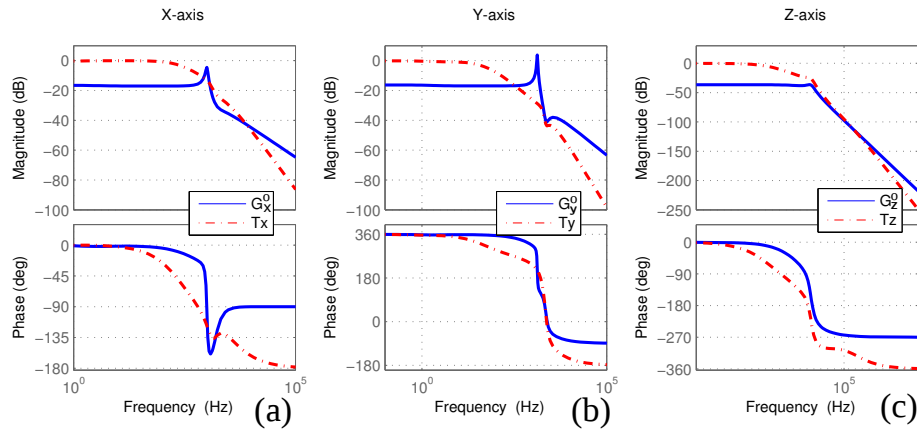 X-axis
Y-axis
Z-axis
Magnitude (dB)
0
−20
−40
−60
−80
−100
G_x^o
Tx
Phase (deg)
0
−45
−90
−135
−180
10^0
10^5
Frequency (Hz)
(a)
Magnitude (dB)
0
−20
−40
−60
−80
−100
G_y^o
Ty
Phase (deg)
360
180
0
−180
10^0
10^5
Frequency (Hz)
(b)
Magnitude (dB)
0
−50
−100
−150
−200
−250
G_z^o
Tz
Phase (deg)
0
−90
−180
−270
−360
10^5
Frequency (Hz)
(c)